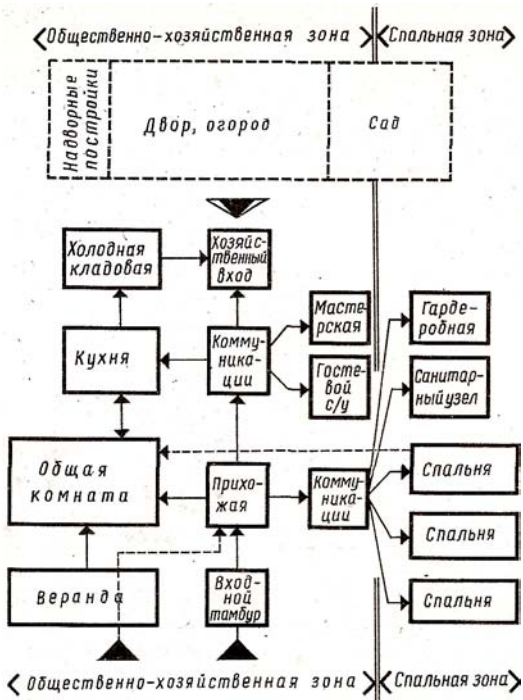 Общественно-хозяйственная зона
Спальная зона
Надворные
постройки
Двор, огород
Сад
Холодная
кладовая
Хозяйст-
венный
вход
Мастер-
ская
Гарде-
робная
Кухня
Комму-
ника-
ции
Госте-
вой
с/у
Санитар-
ный узел
Общая
комната
Прихо-
жая
Комму-
ника-
ции
Спальня
Спальня
Веранда
Вход-
ной
тамбур
Спальня
Общественно-хозяйственная зона
Спальная зона